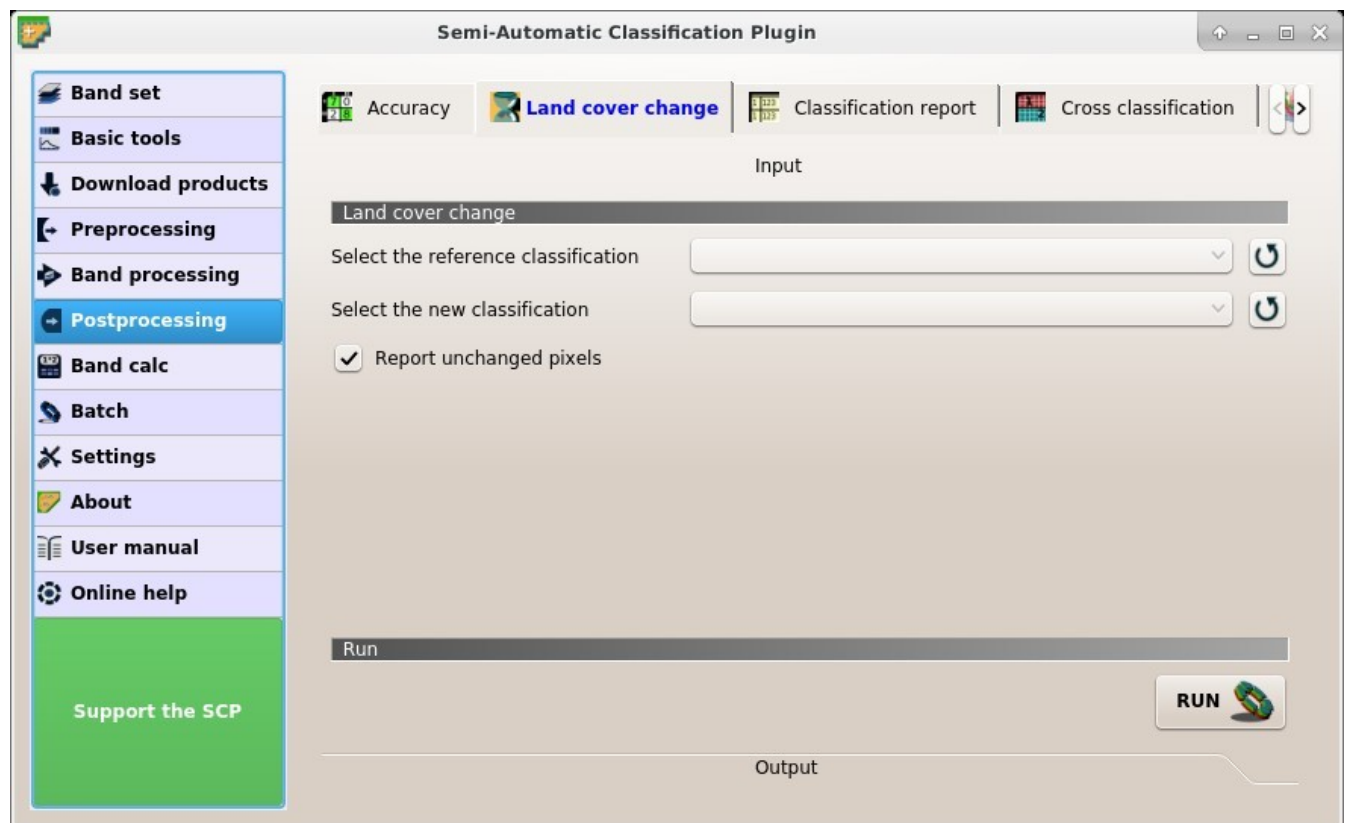 Semi-Automatic Classification Plugin
Band set
Basic tools
Download products
Preprocessing
Band processing
Postprocessing
Band calc
Batch
Settings
About
User manual
Online help
Support the SCP
Accuracy
Land cover change
Classification report
Cross classification
Input
Land cover change
Select the reference classification
Select the new classification
Report unchanged pixels
Run
RUN
Output